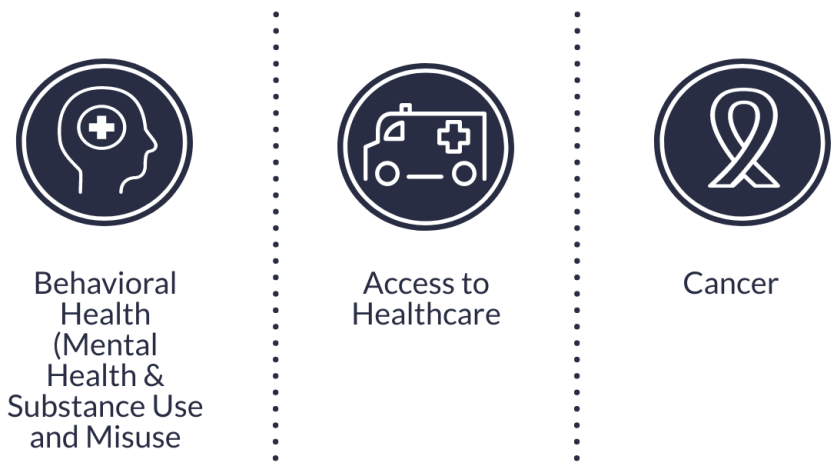 Behavioral
Health
(Mental
Health &
Substance Use
and Misuse
Access to
Healthcare
Cancer